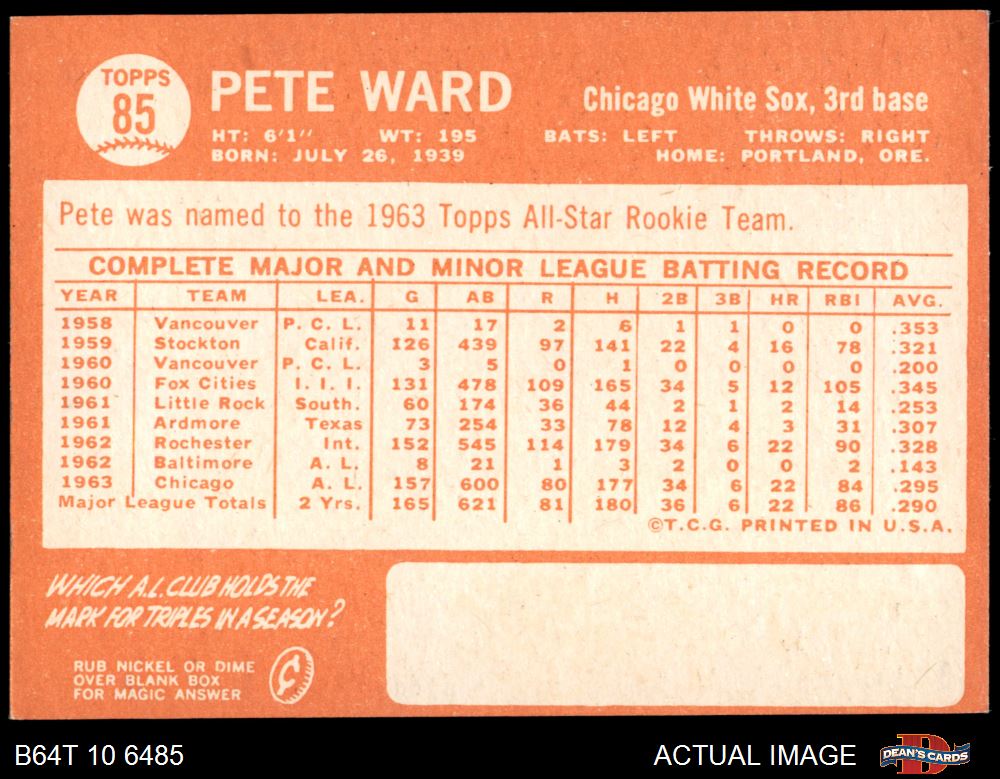 TOPPS
85
PETE WARD
Chicago White Sox, 3rd base
HT: 6'1" WT: 195 BATS: LEFT THROWS: RIGHT
BORN: JULY 26, 1939 HOME: PORTLAND, ORE.
Pete was named to the 1963 Topps All-Star Rookie Team.
COMPLETE MAJOR AND MINOR LEAGUE BATTING RECORD
YEAR TEAM LEA. G AB R H 2B 3B HR RBI AVG.
1958 Vancouver P. C. L. 11 17 2 6 1 1 0 0 .353
1959 Stockton Calif. 126 439 97 141 22 4 16 78 .321
1960 Vancouver P. C. L. 3 5 0 1 0 0 0 0 .200
1960 Fox Cities I. I. I. 131 478 109 165 34 5 12 105 .345
1961 Little Rock South. 60 174 36 44 2 1 2 14 .253
1961 Ardmore Texas 73 254 33 78 12 4 3 31 .307
1962 Rochester Int. 152 545 114 179 34 6 22 90 .328
1962 Baltimore A. L. 8 21 1 3 2 0 0 2 .143
1963 Chicago A. L. 157 600 80 177 34 6 22 84 .295
Major League Totals 2 Yrs. 165 621 81 180 36 6 22 86 .290
©T.C.G. PRINTED IN U.S.A.
WHICH A.L. CLUB HOLDS THE
MARK FOR TRIPLES IN A SEASON?
RUB NICKEL OR DIME
OVER BLANK BOX
FOR MAGIC ANSWER
B64T 10 6485
ACTUAL IMAGE
DEAN'S CARDS